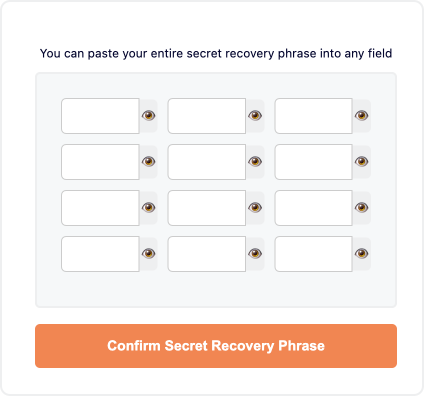 You can paste your entire secret recovery phrase into any field
Confirm Secret Recovery Phrase